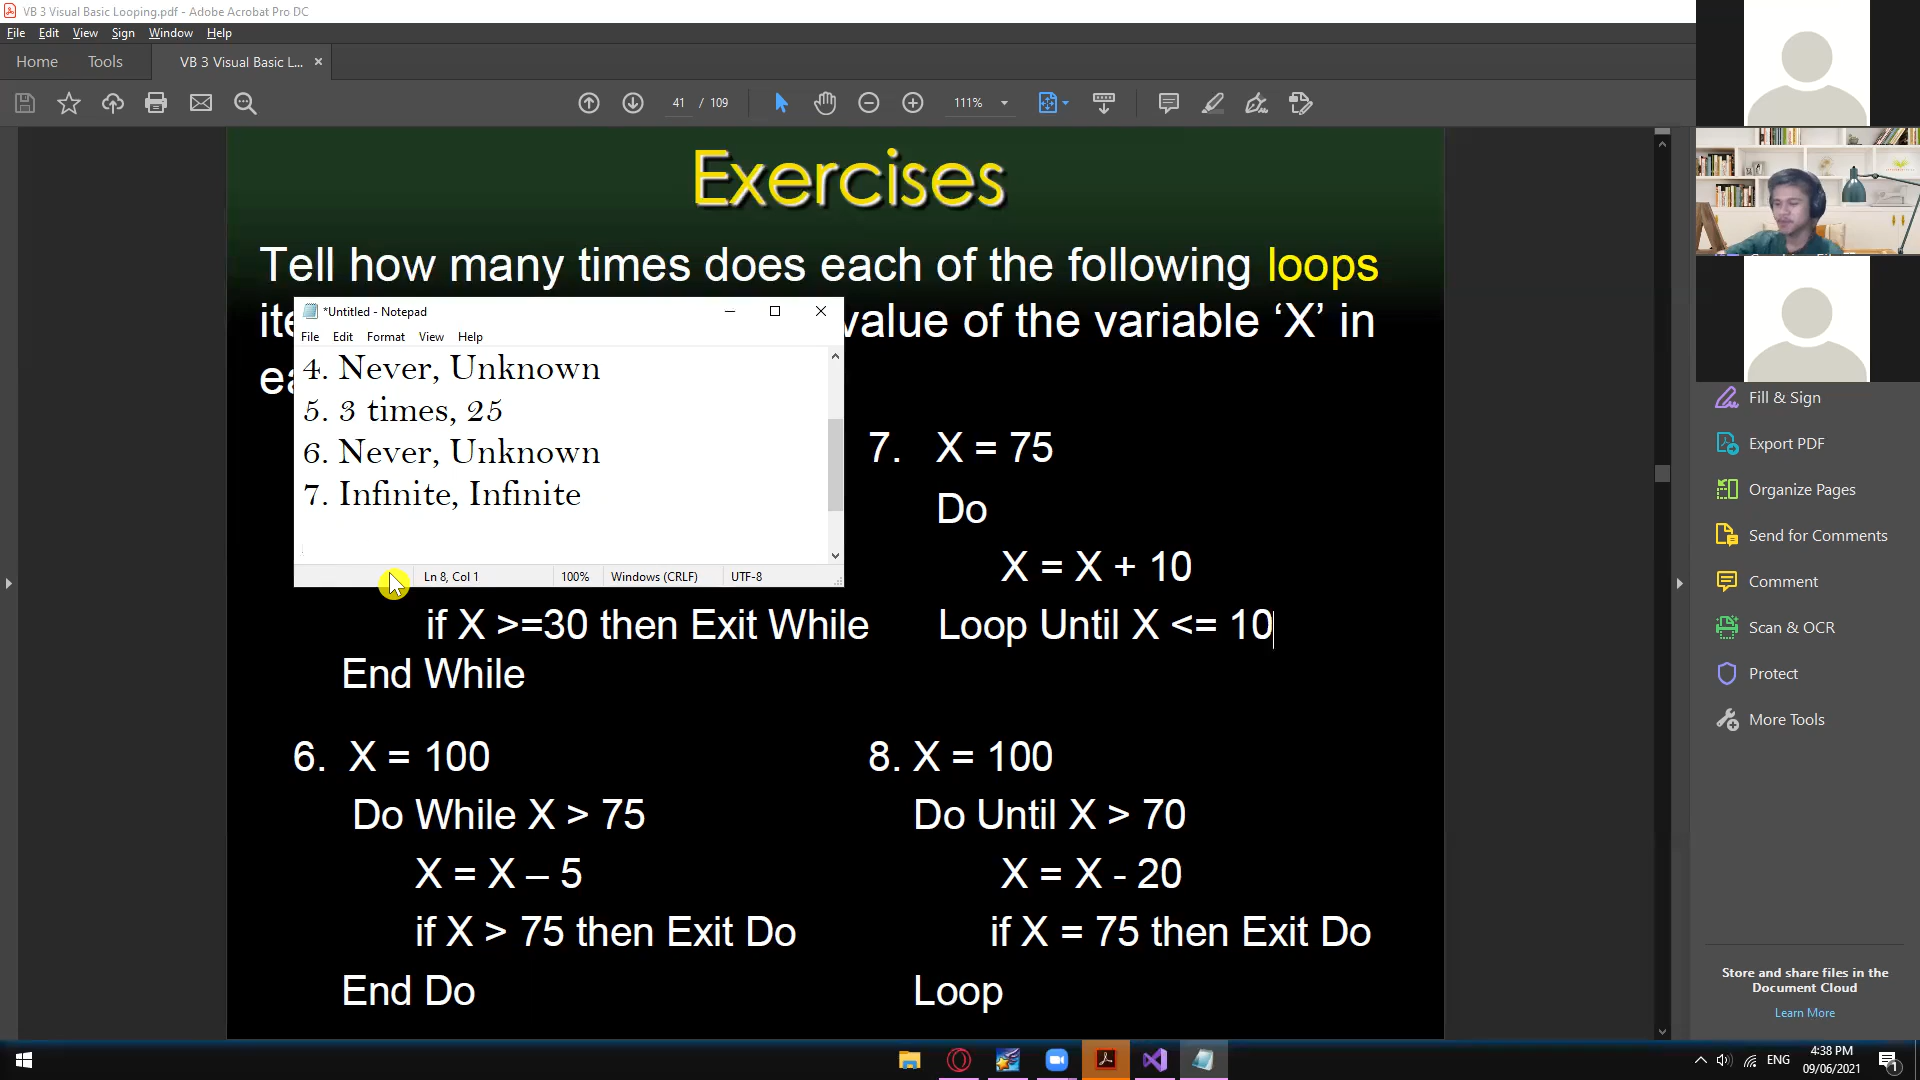 VB 3 Visual Basic Looping.pdf - Adobe Acrobat Pro DC
File Edit View Sign Window Help
Home Tools VB 3 Visual Basic L... ×
41 / 109 111%
Exercises
Tell how many times does each of the following loops
value of the variable ‘X’ in
*Untitled - Notepad
File Edit Format View Help
4. Never, Unknown
5. 3 times, 25
6. Never, Unknown
7. Infinite, Infinite
Ln 8, Col 1 100% Windows (CRLF) UTF-8
if X >=30 then Exit While
End While
6. X = 100
Do While X > 75
X = X – 5
if X > 75 then Exit Do
End Do
7. X = 75
Do
X = X + 10
Loop Until X <= 10
8. X = 100
Do Until X > 70
X = X - 20
if X = 75 then Exit Do
Loop
Fill & Sign
Export PDF
Organize Pages
Send for Comments
Comment
Scan & OCR
Protect
More Tools
Store and share files in the
Document Cloud
Learn More
ENG
4:38 PM
09/06/2021
1